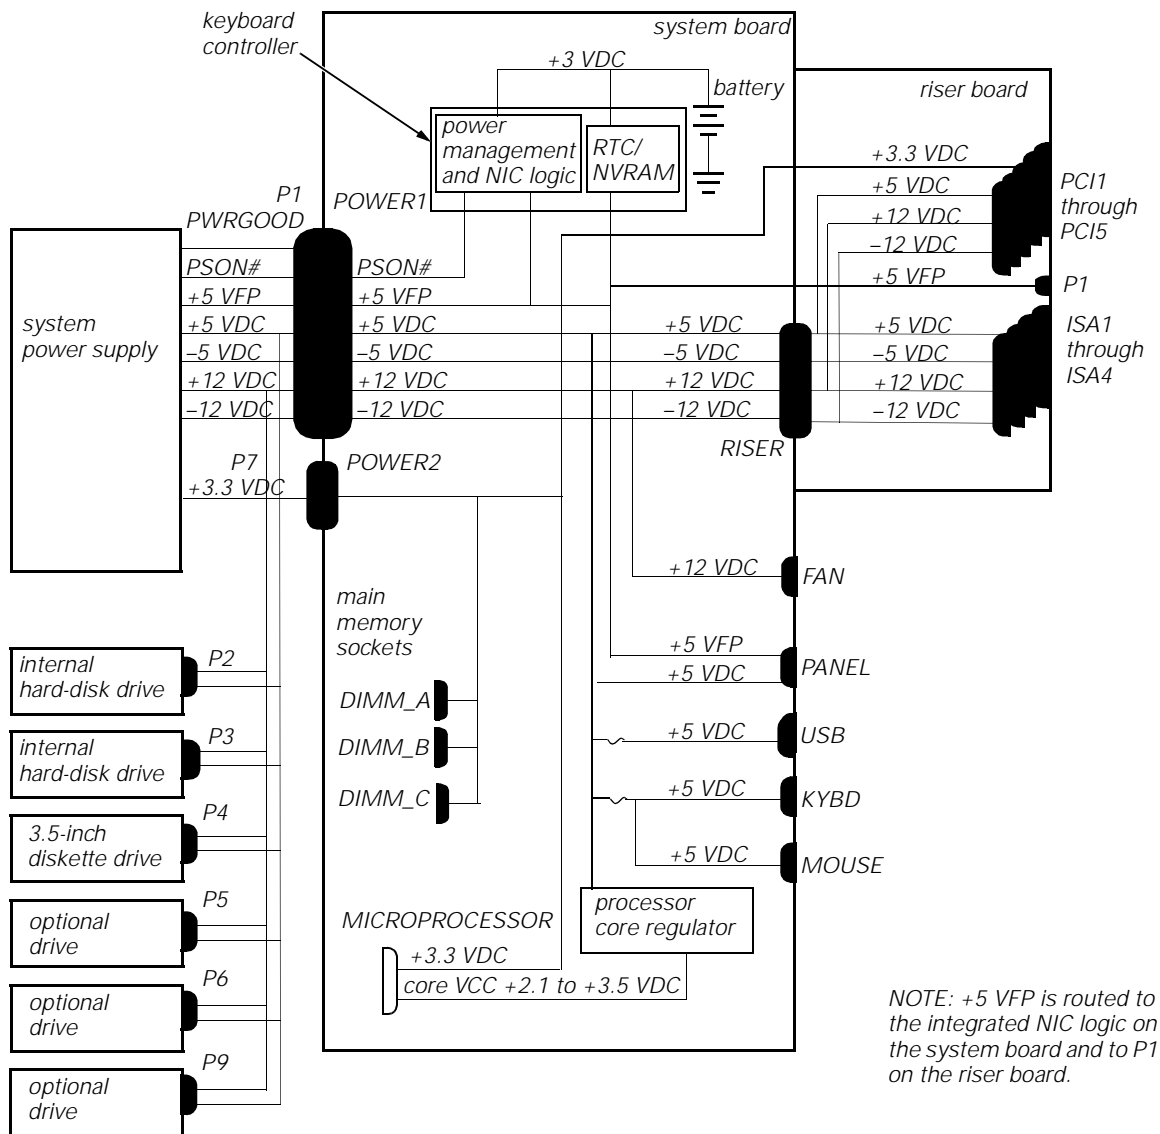 keyboard
controller
system board
+3 VDC
battery
riser board
power
management
and NIC logic
RTC/
NVRAM
+3.3 VDC
+5 VDC
+12 VDC
–12 VDC
+5 VFP
PCI1
through
PCI5
P1
P1
PWRGOOD
POWER1
PSON#
+5 VFP
+5 VDC
–5 VDC
+12 VDC
–12 VDC
system
power supply
PSON#
+5 VFP
+5 VDC
–5 VDC
+12 VDC
–12 VDC
+5 VDC
–5 VDC
+12 VDC
–12 VDC
RISER
+5 VDC
–5 VDC
+12 VDC
–12 VDC
ISA1
through
ISA4
P7
+3.3 VDC
POWER2
+12 VDC
FAN
main
memory
sockets
DIMM_A
DIMM_B
DIMM_C
+5 VFP
+5 VDC
PANEL
+5 VDC
USB
+5 VDC
KYBD
+5 VDC
MOUSE
internal
hard-disk drive
P2
internal
hard-disk drive
P3
3.5-inch
diskette drive
P4
optional
drive
P5
optional
drive
P6
optional
drive
P9
processor
core regulator
MICROPROCESSOR
+3.3 VDC
core VCC +2.1 to +3.5 VDC
NOTE: +5 VFP is routed to
the integrated NIC logic on
the system board and to P1
on the riser board.